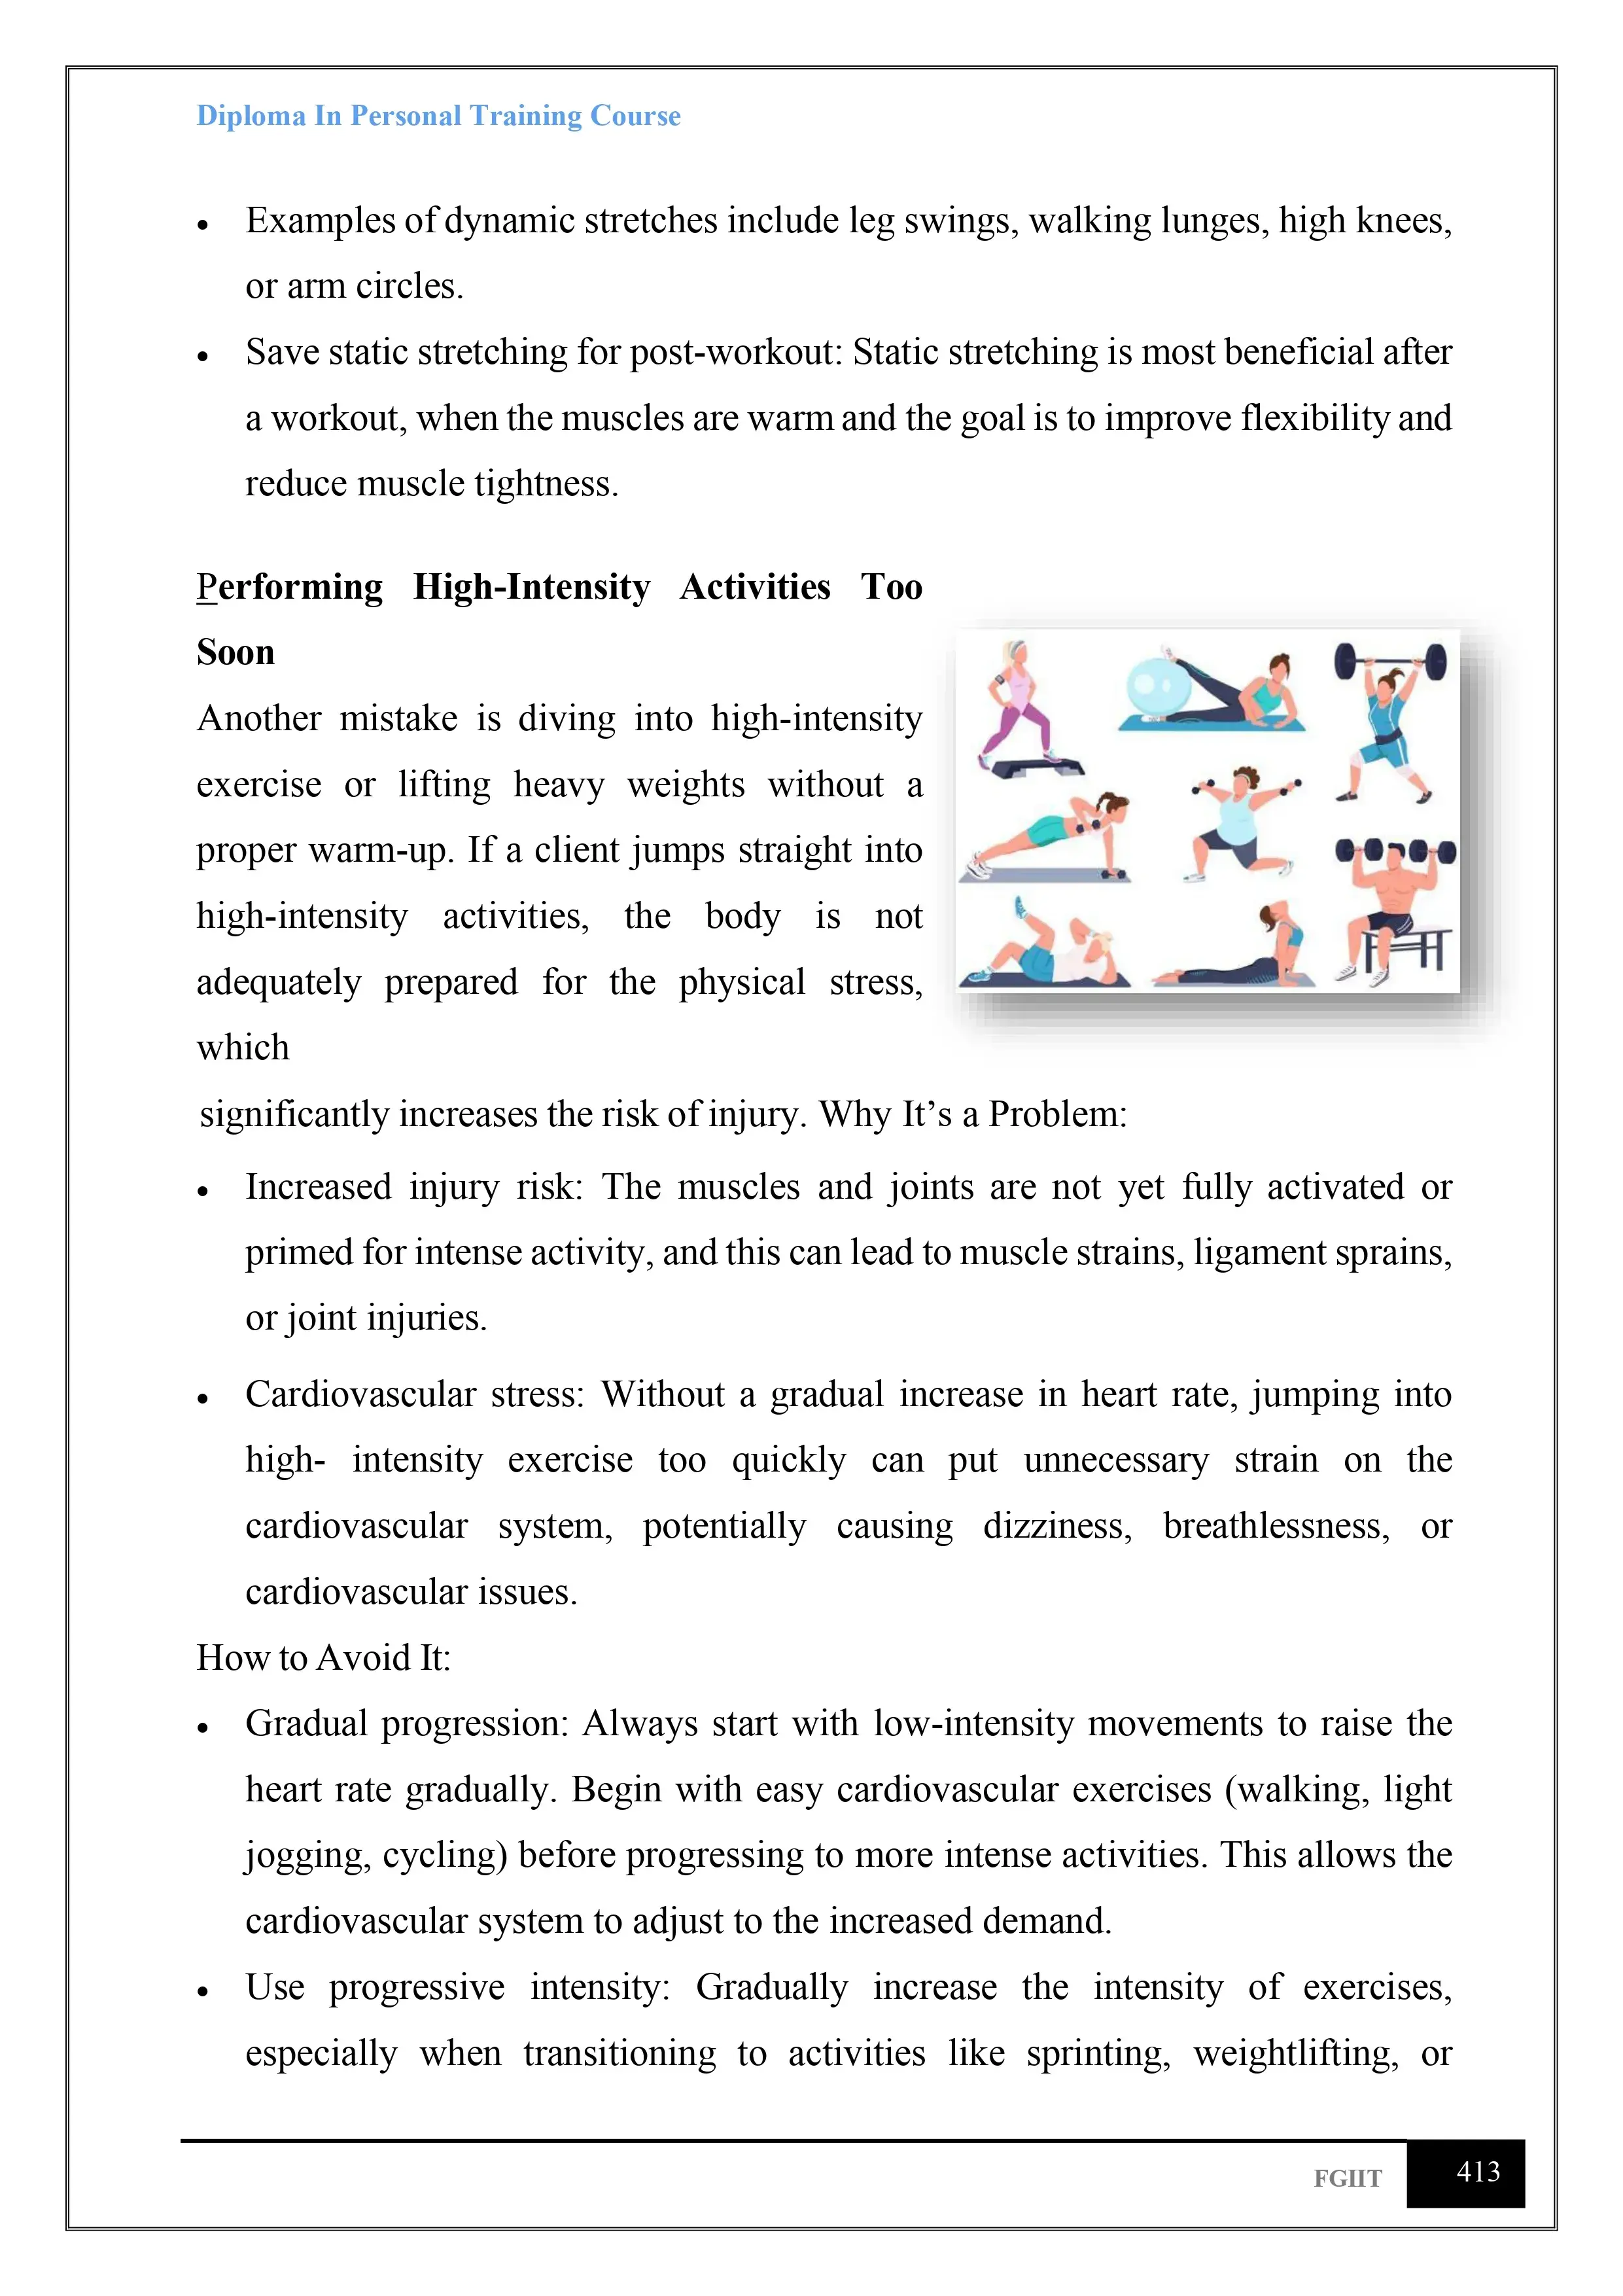 Diploma In Personal Training Course
• Examples of dynamic stretches include leg swings, walking lunges, high knees,
or arm circles.
• Save static stretching for post-workout: Static stretching is most beneficial after
a workout, when the muscles are warm and the goal is to improve flexibility and
reduce muscle tightness.
Performing High-Intensity Activities Too
Soon
Another mistake is diving into high-intensity
exercise or lifting heavy weights without a
proper warm-up. If a client jumps straight into
high-intensity activities, the body is not
adequately prepared for the physical stress,
which
significantly increases the risk of injury. Why It’s a Problem:
• Increased injury risk: The muscles and joints are not yet fully activated or
primed for intense activity, and this can lead to muscle strains, ligament sprains,
or joint injuries.
• Cardiovascular stress: Without a gradual increase in heart rate, jumping into
high- intensity exercise too quickly can put unnecessary strain on the
cardiovascular system, potentially causing dizziness, breathlessness, or
cardiovascular issues.
How to Avoid It:
• Gradual progression: Always start with low-intensity movements to raise the
heart rate gradually. Begin with easy cardiovascular exercises (walking, light
jogging, cycling) before progressing to more intense activities. This allows the
cardiovascular system to adjust to the increased demand.
• Use progressive intensity: Gradually increase the intensity of exercises,
especially when transitioning to activities like sprinting, weightlifting, or
FGIIT 413